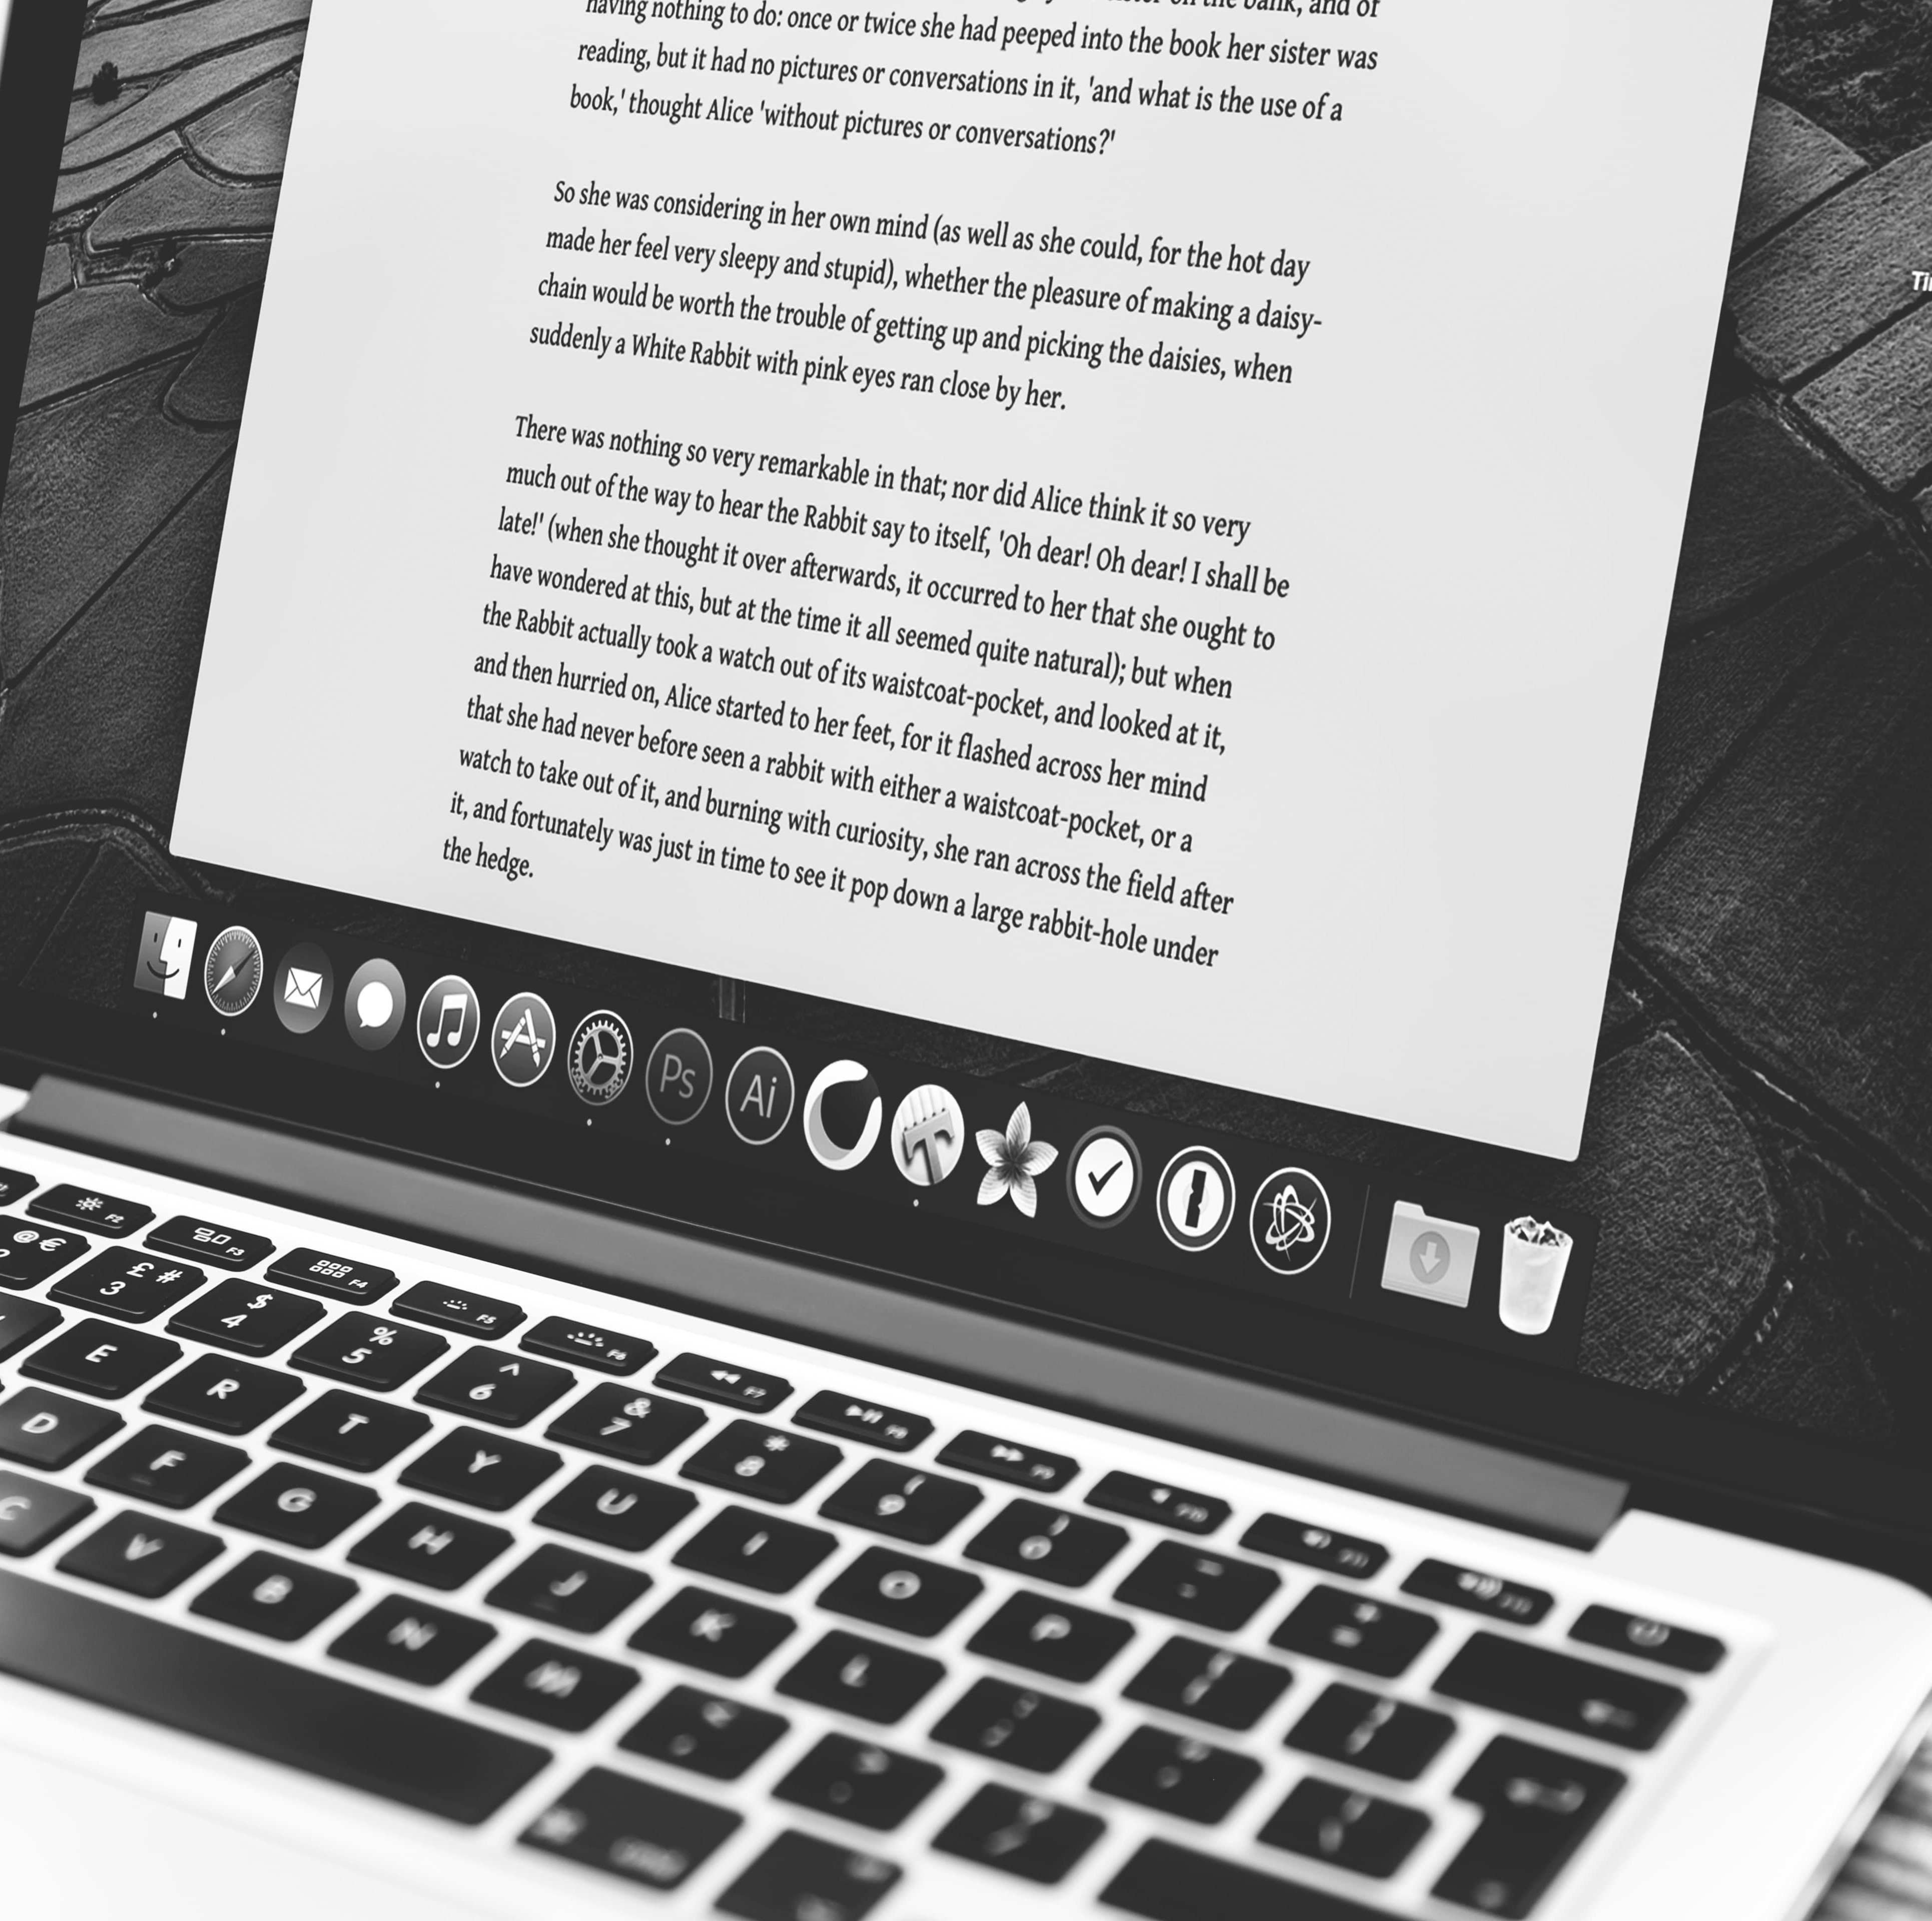 sister on the bank, and of
having nothing to do: once or twice she had peeped into the book her sister was
reading, but it had no pictures or conversations in it, 'and what is the use of a
book,' thought Alice 'without pictures or conversations?'
So she was considering in her own mind (as well as she could, for the hot day
made her feel very sleepy and stupid), whether the pleasure of making a daisy-
chain would be worth the trouble of getting up and picking the daisies, when
suddenly a White Rabbit with pink eyes ran close by her.
There was nothing so very remarkable in that; nor did Alice think it so very
much out of the way to hear the Rabbit say to itself, 'Oh dear! Oh dear! I shall be
late!' (when she thought it over afterwards, it occurred to her that she ought to
have wondered at this, but at the time it all seemed quite natural); but when
the Rabbit actually took a watch out of its waistcoat-pocket, and looked at it,
and then hurried on, Alice started to her feet, for it flashed across her mind
that she had never before seen a rabbit with either a waistcoat-pocket, or a
watch to take out of it, and burning with curiosity, she ran across the field after
it, and fortunately was just in time to see it pop down a large rabbit-hole under
the hedge.
Ps Ai
F2 F3 F4 F5 F6 F7
@ € £ # 3 $ 4 % 5 ^ 6 & 7 * 8 ( 9 ) 0
E R T Y U I O P
D F G H J K L
C V B N M